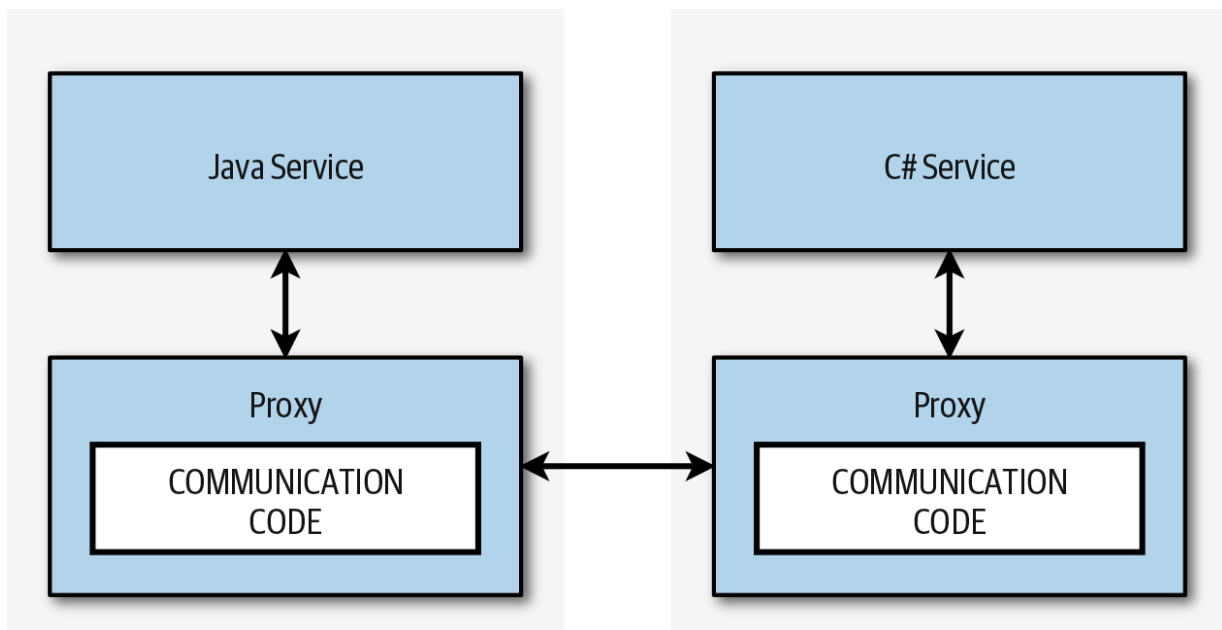 Java Service
Proxy
COMMUNICATION
CODE
C# Service
Proxy
COMMUNICATION
CODE